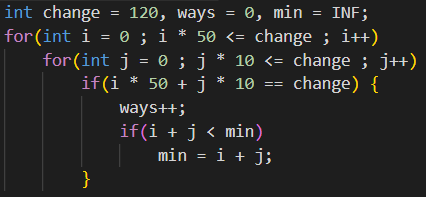 int change = 120, ways = 0, min = INF;
for(int i = 0 ; i * 50 <= change ; i++)
    for(int j = 0 ; j * 10 <= change ; j++)
        if(i * 50 + j * 10 == change) {
            ways++;
            if(i + j < min)
                min = i + j;
        }